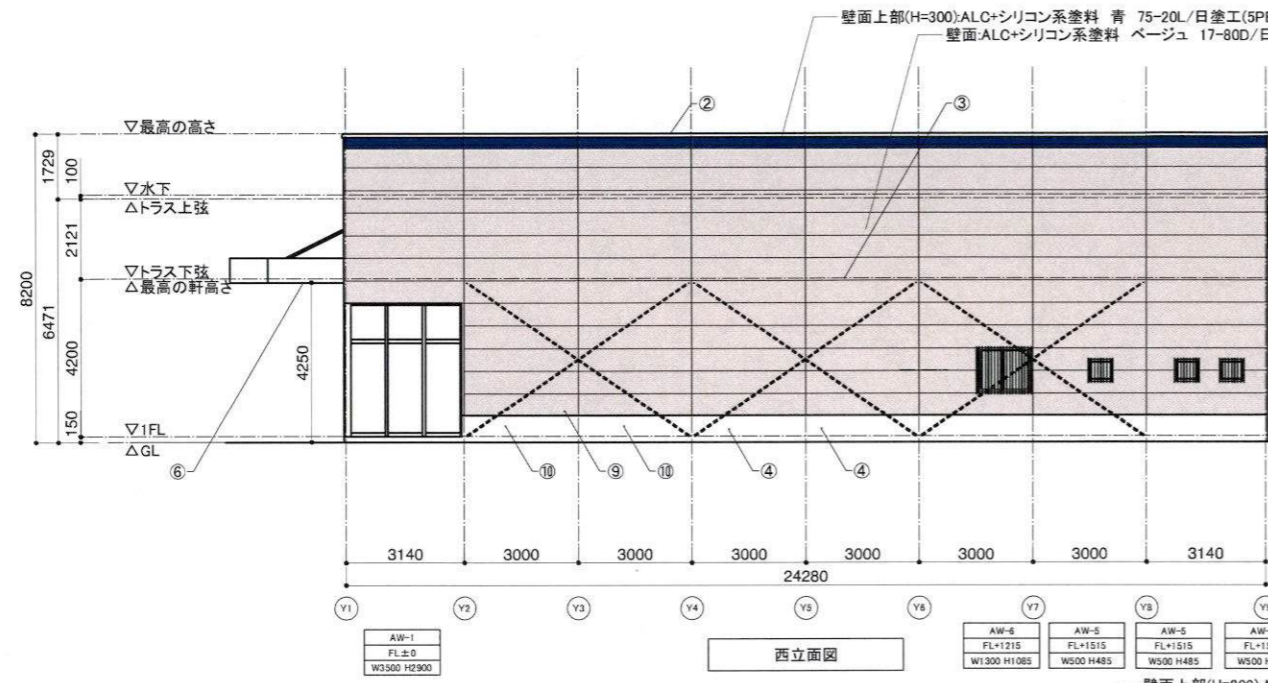 壁面上部(H=300):ALC+シリコン系塗料 青 75-20L/日塗工(5P
壁面:ALC+シリコン系塗料 ベージュ 17-80D/日
②
③
▽最高の高さ
1729
100
▽水下
△トラス上弦
2121
▽トラス下弦
△最高の軒高さ
8200
6471
4200
4250
150
▽1FL
△GL
⑥
⑩
⑨
⑩
④
④
3140 3000 3000 3000 3000 3000 3000 3140
24280
Y1 Y2 Y3 Y4 Y5 Y6 Y7 Y8
AW-1
FL±0
W3500 H2900
西立面図
AW-6
FL+1215
W1300 H1085
AW-5
FL+1515
W500 H485
AW-5
FL+1515
W500 H485
AW-
FL+15
W500 H